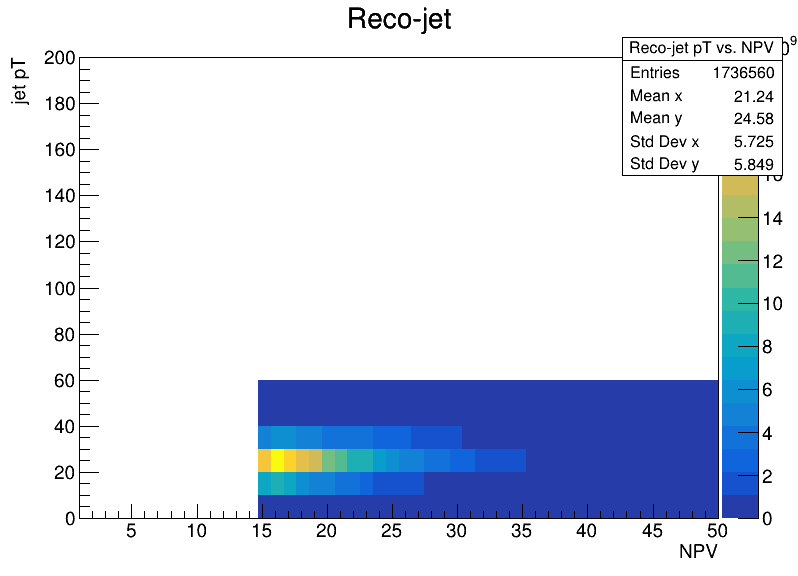 Reco-jet
Reco-jet pT vs. NPV
Entries 1736560
Mean x 21.24
Mean y 24.58
Std Dev x 5.725
Std Dev y 5.849
jet pT
200
180
160
140
120
100
80
60
40
20
0
5 10 15 20 25 30 35 40 45 50
NPV
14
12
10
8
6
4
2
0